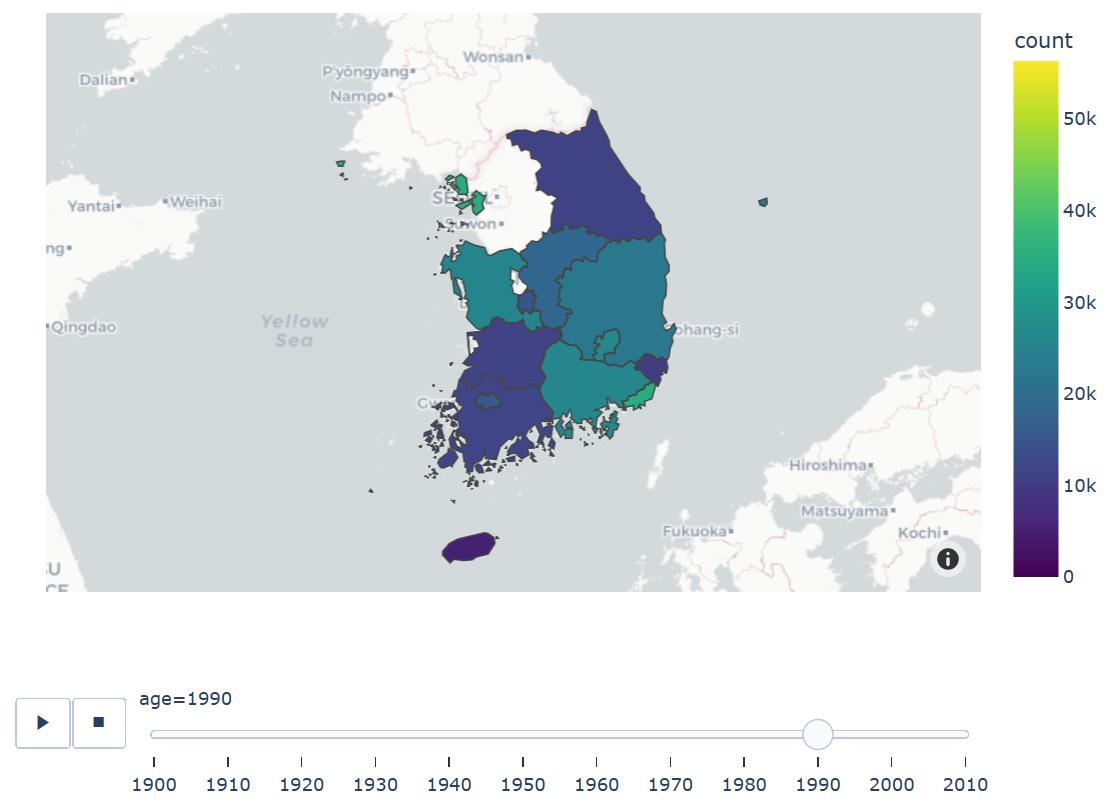 count
Wonsan
P'yŏngyang
Dalian
Nampo
50k
40k
Yantai
Weihai
Suwon
30k
Qingdao
Yellow
Sea
ohang-si
20k
10k
Hiroshima
Matsuyama
Fukuoka
Kochi
0
age=1990
1900 1910 1920 1930 1940 1950 1960 1970 1980 1990 2000 2010